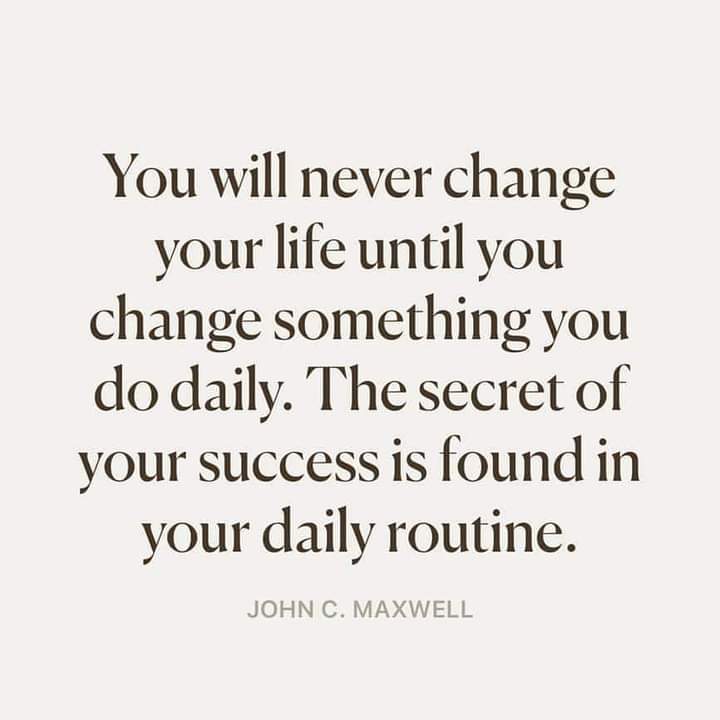 You will never change
your life until you
change something you
do daily. The secret of
your success is found in
your daily routine.
JOHN C. MAXWELL